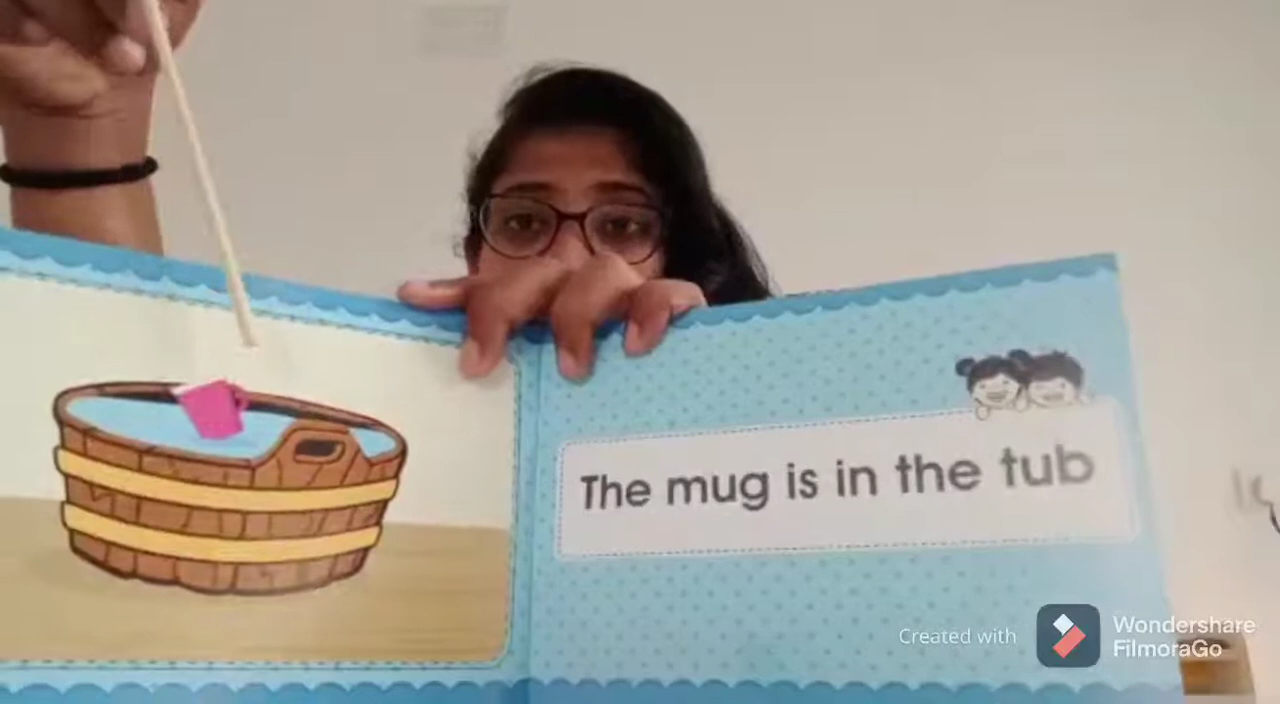 The mug is in the tub
Created with
Wondershare
FilmoraGo